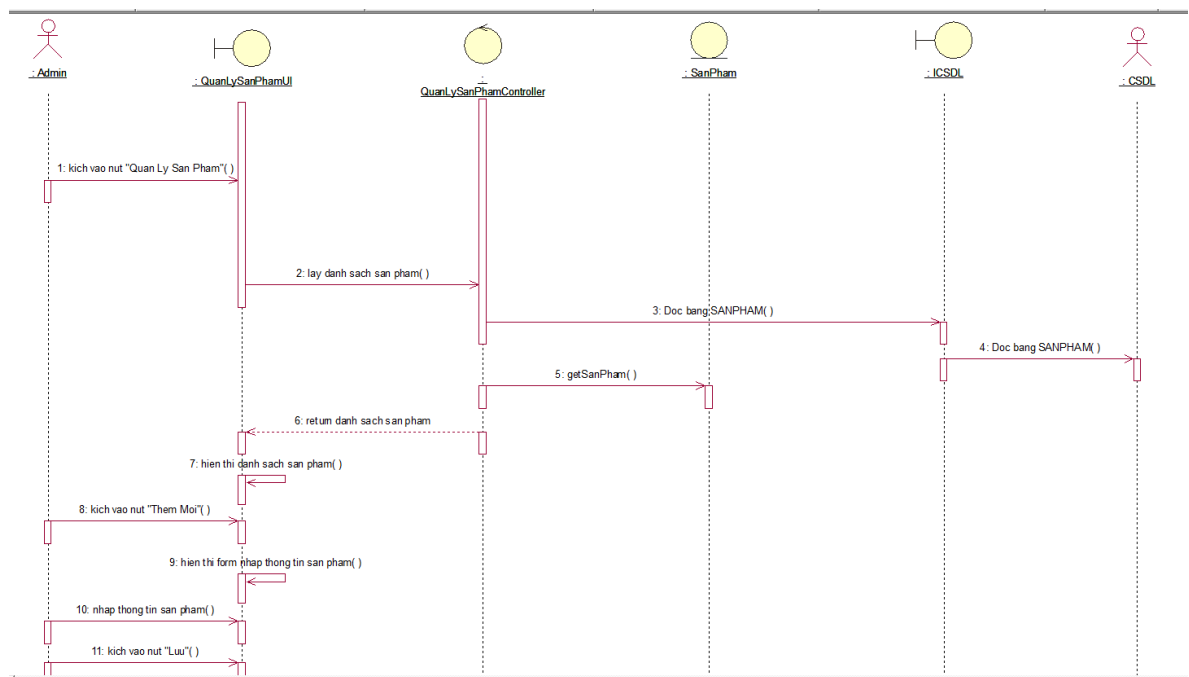 : Admin
: QuanLySanPhamUI
:
QuanLySanPhamController
: SanPham
: ICSDL
: CSDL
1: kich vao nut "Quan Ly San Pham"( )
2: lay danh sach san pham( )
3: Doc bang SANPHAM( )
4: Doc bang SANPHAM( )
5: getSanPham( )
6: return danh sach san pham
7: hien thi danh sach san pham( )
8: kich vao nut "Them Moi"( )
9: hien thi form nhap thong tin san pham( )
10: nhap thong tin san pham( )
11: kich vao nut "Luu"( )